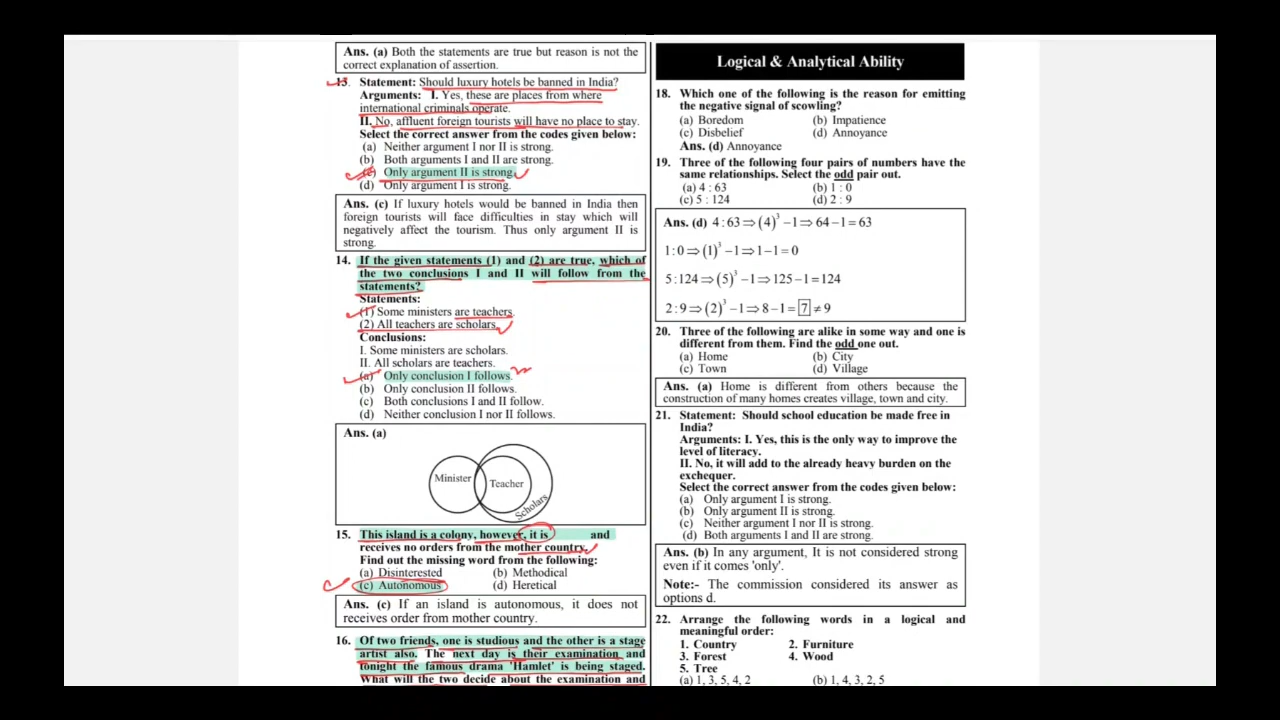 Ans. (a) Both the statements are true but reason is not the
correct explanation of assertion.
13. Statement: Should luxury hotels be banned in India?
Arguments: I. Yes, these are places from where
international criminals operate.
II. No, affluent foreign tourists will have no place to stay.
Select the correct answer from the codes given below:
(a) Neither argument I nor II is strong.
(b) Both arguments I and II are strong.
(c) Only argument II is strong.
(d) Only argument I is strong.
Ans. (c) If luxury hotels would be banned in India then
foreign tourists will face difficulties in stay which will
negatively affect the tourism. Thus only argument II is
strong.
14. If the given statements (1) and (2) are true, which of
the two conclusions I and II will follow from the
statements?
Statements:
(1) Some ministers are teachers.
(2) All teachers are scholars.
Conclusions:
I. Some ministers are scholars.
II. All scholars are teachers.
(a) Only conclusion I follows.
(b) Only conclusion II follows.
(c) Both conclusions I and II follow.
(d) Neither conclusion I nor II follows.
Ans. (a)
Minister
Teacher
Scholars
15. This island is a colony, however, it is and
receives no orders from the mother country.
Find out the missing word from the following:
(a) Disinterested (b) Methodical
(c) Autonomous (d) Heretical
Ans. (c) If an island is autonomous, it does not
receives order from mother country.
16. Of two friends, one is studious and the other is a stage
artist also. The next day is their examination and
tonight the famous drama 'Hamlet' is being staged.
What will the two decide about the examination and
Logical & Analytical Ability
18. Which one of the following is the reason for emitting
the negative signal of scowling?
(a) Boredom (b) Impatience
(c) Disbelief (d) Annoyance
Ans. (d) Annoyance
19. Three of the following four pairs of numbers have the
same relationships. Select the odd pair out.
(a) 4 : 63 (b) 1 : 0
(c) 5 : 124 (d) 2 : 9
Ans. (d) 4 : 63 ⇒ (4)³ − 1 ⇒ 64 − 1 = 63
1 : 0 ⇒ (1)³ − 1 ⇒ 1 − 1 = 0
5 : 124 ⇒ (5)³ − 1 ⇒ 125 − 1 = 124
2 : 9 ⇒ (2)³ − 1 ⇒ 8 − 1 = 7 ≠ 9
20. Three of the following are alike in some way and one is
different from them. Find the odd one out.
(a) Home (b) City
(c) Town (d) Village
Ans. (a) Home is different from others because the
construction of many homes creates village, town and city.
21. Statement: Should school education be made free in
India?
Arguments: I. Yes, this is the only way to improve the
level of literacy.
II. No, it will add to the already heavy burden on the
exchequer.
Select the correct answer from the codes given below:
(a) Only argument I is strong.
(b) Only argument II is strong.
(c) Neither argument I nor II is strong.
(d) Both arguments I and II are strong.
Ans. (b) In any argument, It is not considered strong
even if it comes 'only'.
Note:- The commission considered its answer as
options d.
22. Arrange the following words in a logical and
meaningful order:
1. Country 2. Furniture
3. Forest 4. Wood
5. Tree
(a) 1, 3, 5, 4, 2 (b) 1, 4, 3, 2, 5